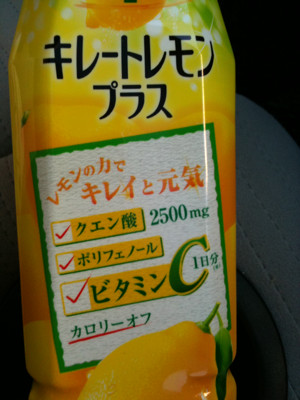 キレートレモン
プラス
レモンの力で
キレイと元気
クエン酸 2500mg
ポリフェノール
ビタミンC 1日分
カロリーオフ